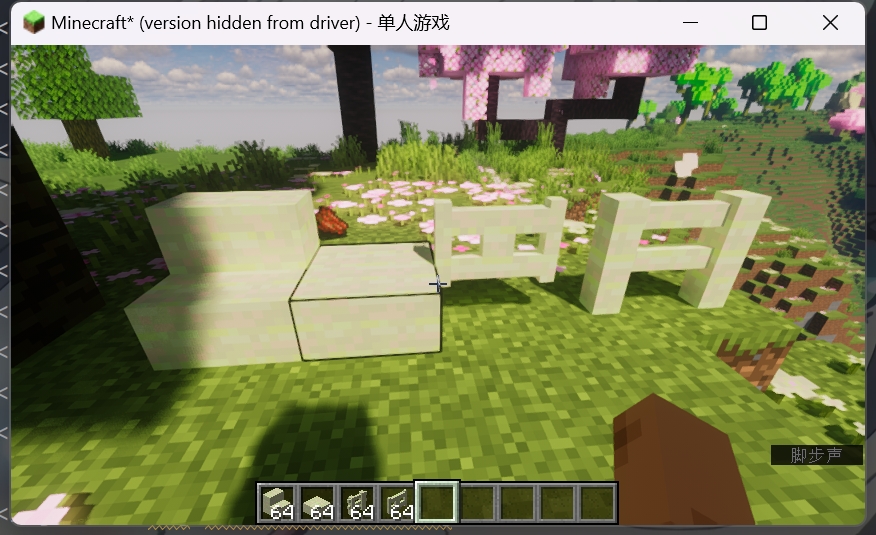 Minecraft* (version hidden from driver) - 单人游戏
脚步声
64 64 64 64